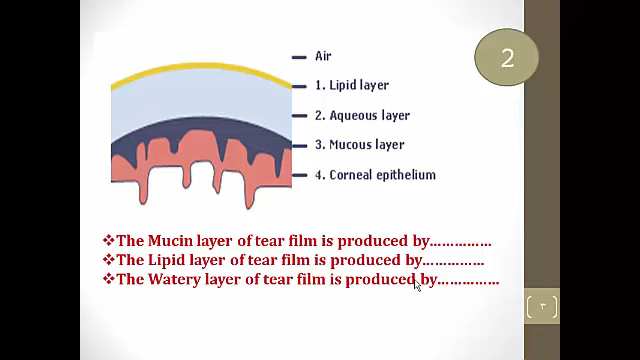 2
Air
1. Lipid layer
2. Aqueous layer
3. Mucous layer
4. Corneal epithelium
❖The Mucin layer of tear film is produced by……………
❖The Lipid layer of tear film is produced by……………
❖The Watery layer of tear film is produced by……………
٣